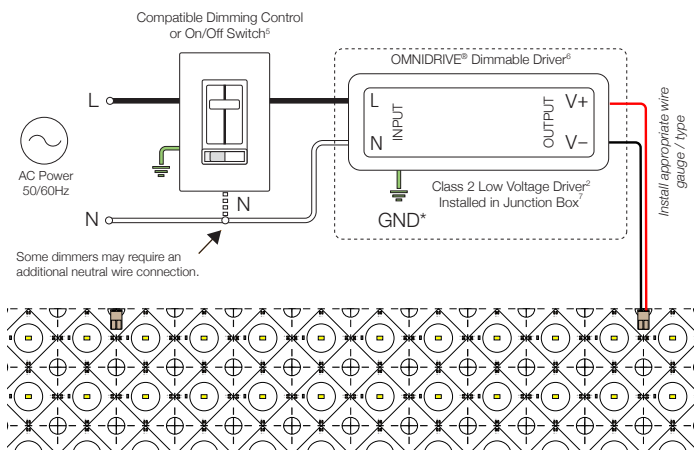 Compatible Dimming Control
or On/Off Switch⁵
OMNIDRIVE® Dimmable Driver⁶
L
L
INPUT
N
OUTPUT
V+
V−
Install appropriate wire
gauge / type
AC Power
50/60Hz
N
N
GND*
Class 2 Low Voltage Driver²
Installed in Junction Box⁷
Some dimmers may require an
additional neutral wire connection.